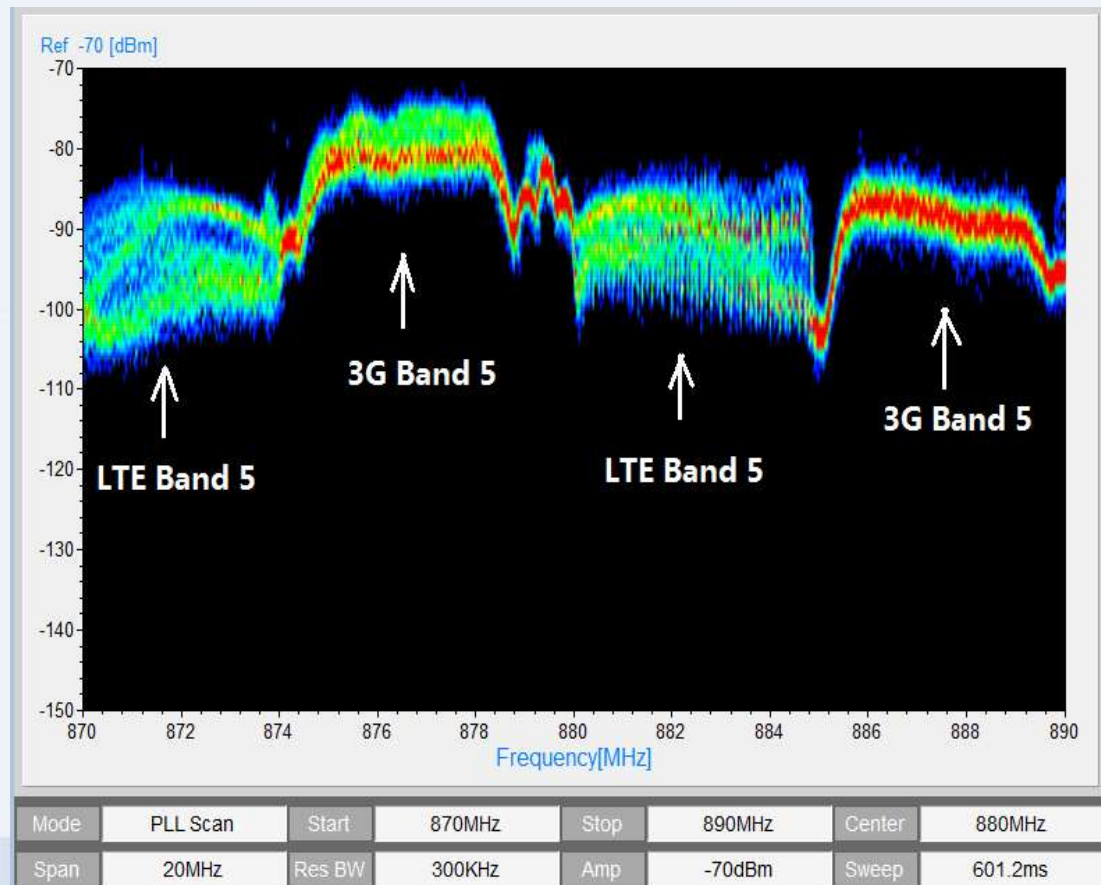 Ref -70 [dBm]
-70
-80
-90
-100
-110
-120
-130
-140
-150
3G Band 5
3G Band 5
LTE Band 5
LTE Band 5
870 872 874 876 878 880 882 884 886 888 890
Frequency[MHz]
Mode PLL Scan Start 870MHz Stop 890MHz Center 880MHz
Span 20MHz Res BW 300KHz Amp -70dBm Sweep 601.2ms